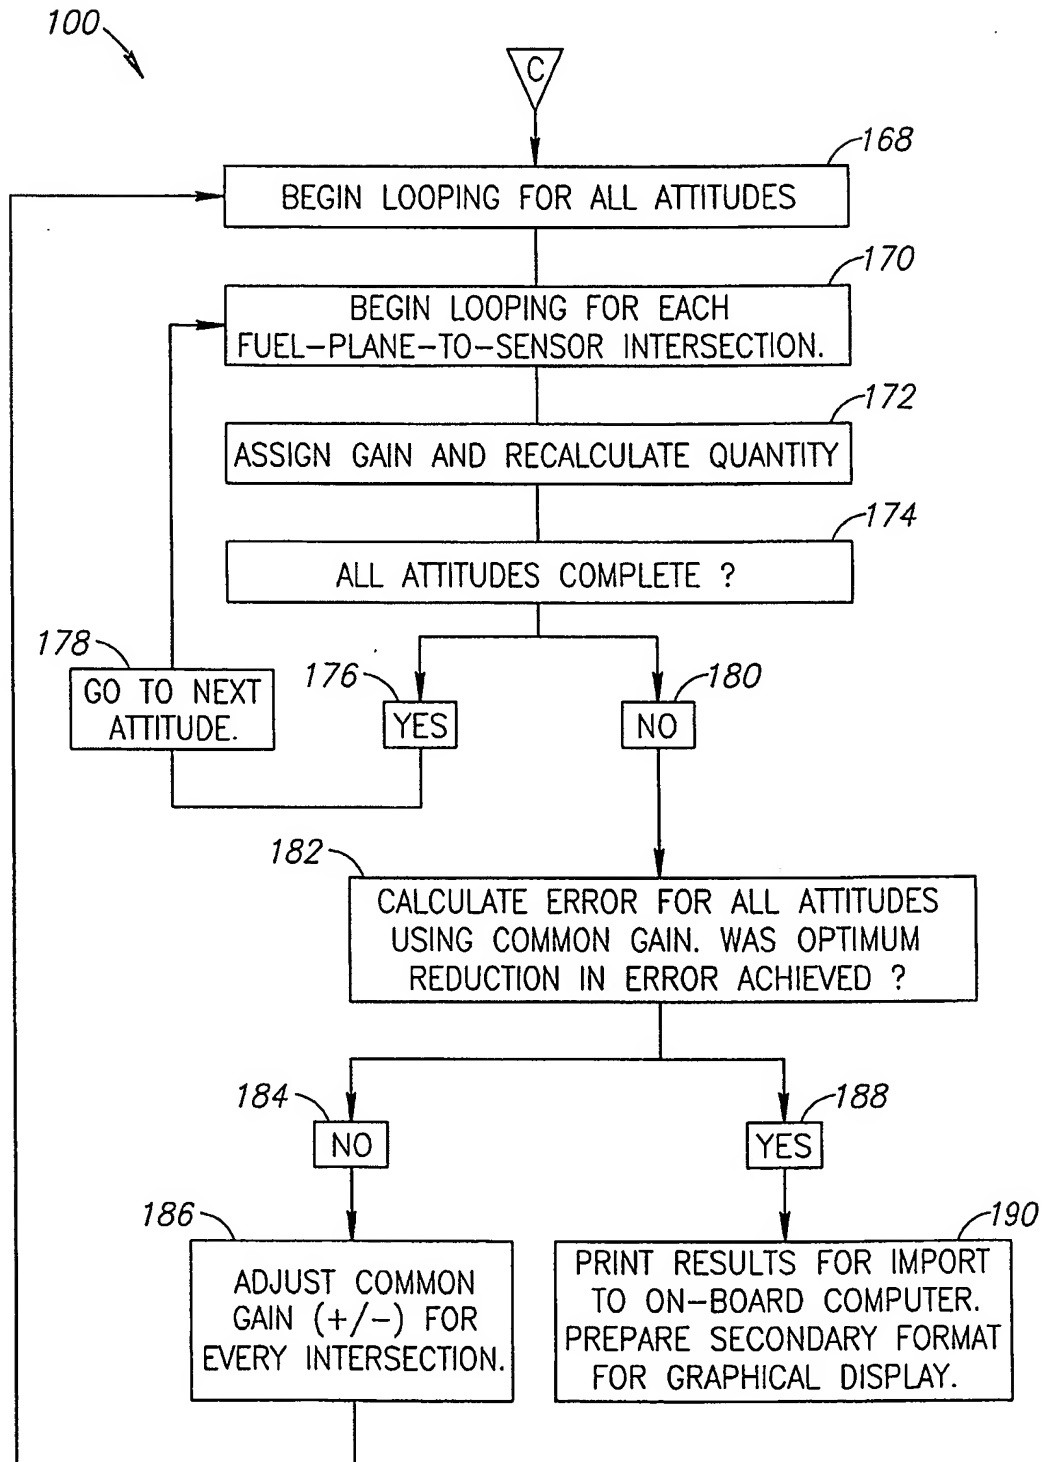 100
C
168
BEGIN LOOPING FOR ALL ATTITUDES
170
BEGIN LOOPING FOR EACH
FUEL-PLANE-TO-SENSOR INTERSECTION.
172
ASSIGN GAIN AND RECALCULATE QUANTITY
174
ALL ATTITUDES COMPLETE ?
178
GO TO NEXT
ATTITUDE.
176
YES
180
NO
182
CALCULATE ERROR FOR ALL ATTITUDES
USING COMMON GAIN. WAS OPTIMUM
REDUCTION IN ERROR ACHIEVED ?
184
NO
188
YES
186
ADJUST COMMON
GAIN (+/-) FOR
EVERY INTERSECTION.
190
PRINT RESULTS FOR IMPORT
TO ON-BOARD COMPUTER.
PREPARE SECONDARY FORMAT
FOR GRAPHICAL DISPLAY.